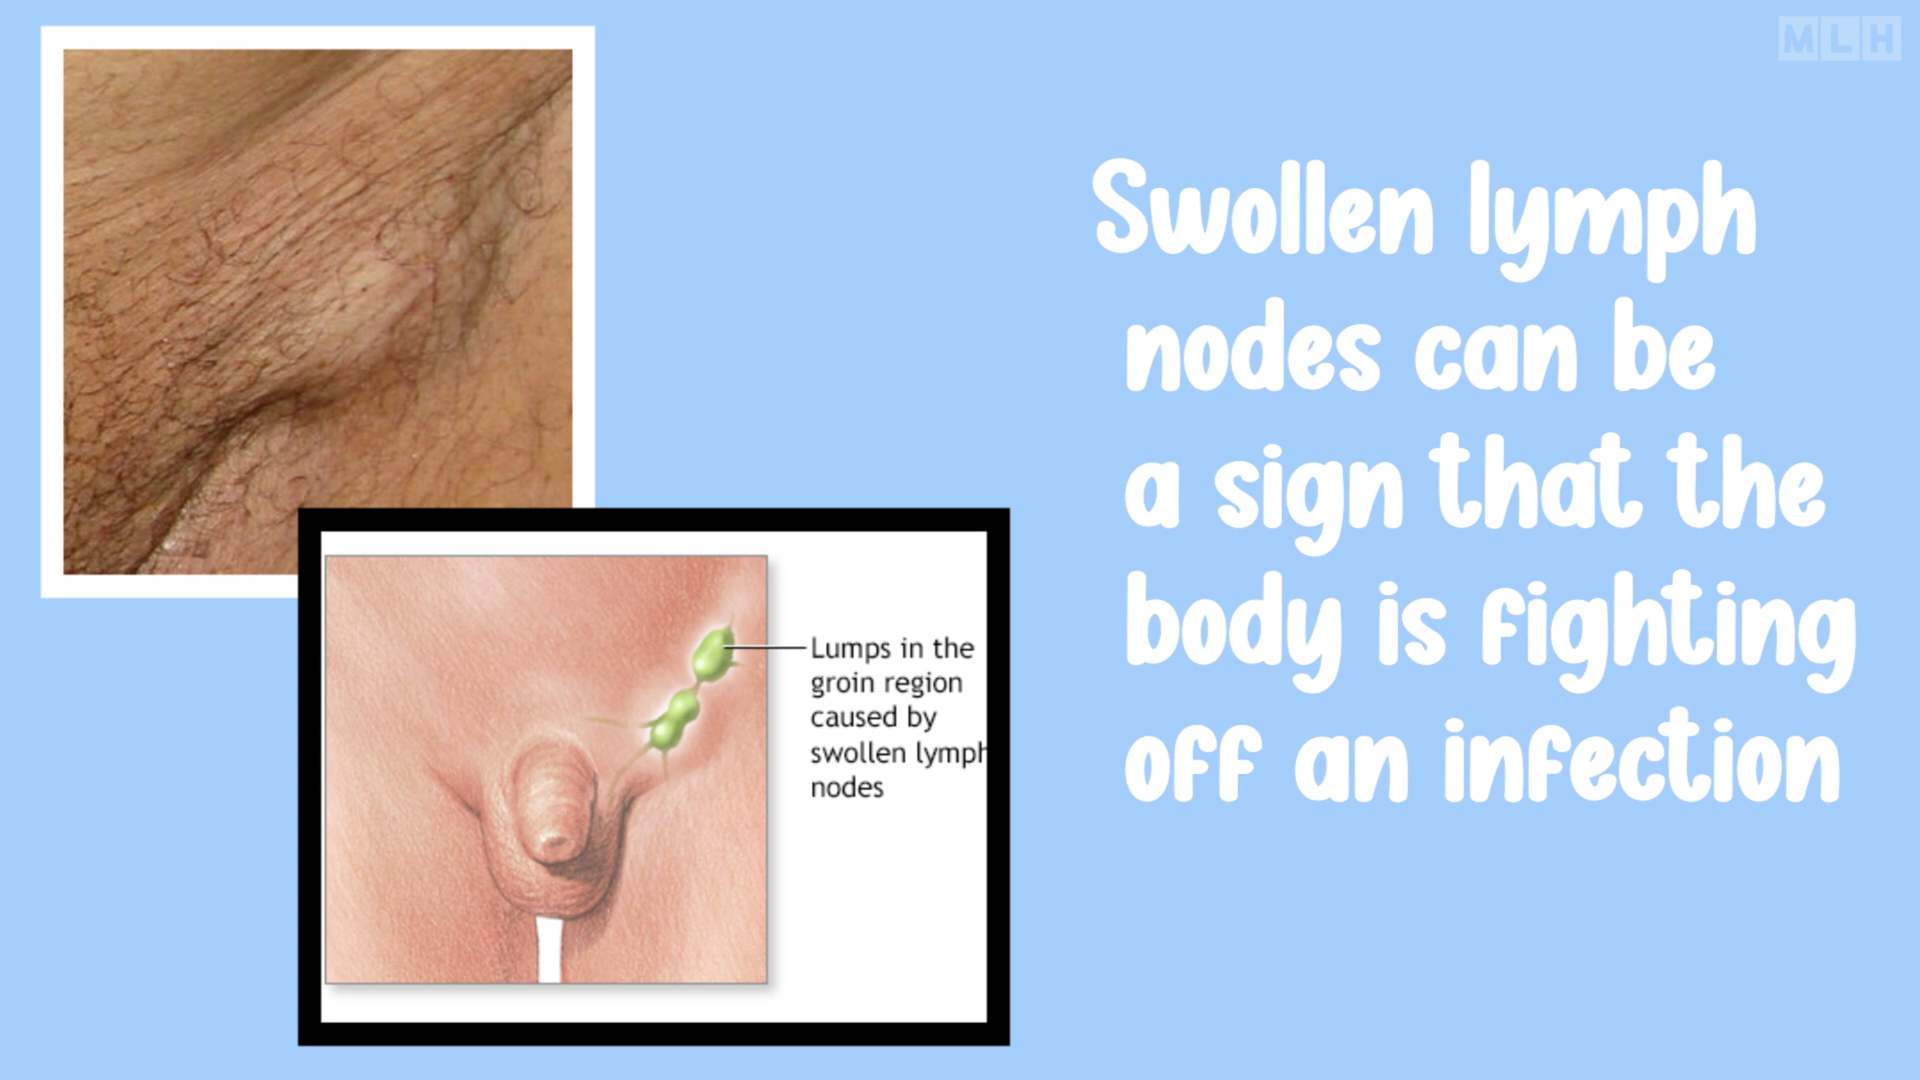 MLH
Swollen lymph
nodes can be
a sign that the
body is fighting
off an infection
Lumps in the
groin region
caused by
swollen lymph
nodes